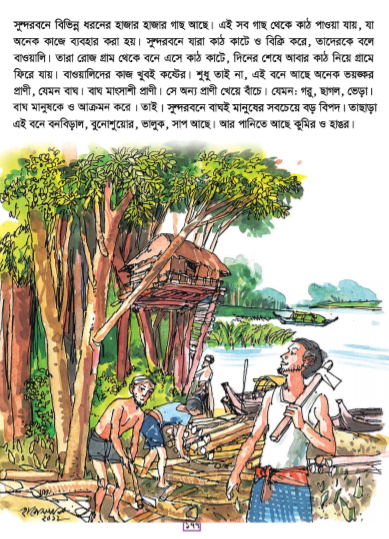 সুন্দরবনে বিভিন্ন ধরনের হাজার হাজার গাছ আছে। এই সব গাছ থেকে কাঠ পাওয়া যায়, যা
অনেক কাজে ব্যবহার করা হয়। সুন্দরবনে যারা কাঠ কাটে ও বিক্রি করে, তাদেরকে বলে
বাওয়ালি। তারা রোজ গ্রাম থেকে বনে এসে কাঠ কাটে, দিনের শেষে আবার কাঠ নিয়ে গ্রামে
ফিরে যায়। বাওয়ালিদের কাজ খুবই কষ্টের। শুধু তাই না, এই বনে আছে অনেক ভয়ঙ্কর
প্রাণী, যেমন বাঘ। বাঘ মাংসাশী প্রাণী। সে অন্য প্রাণী খেয়ে বাঁচে। যেমন: গরু, ছাগল, ভেড়া।
বাঘ মানুষকে ও আক্রমন করে। তাই। সুন্দরবনে বাঘই মানুষের সবচেয়ে বড় বিপদ। তাছাড়া
এই বনে বনবিড়াল, বুনোশুয়োর, ভালুক, সাপ আছে। আর পানিতে আছে কুমির ও হাঙর।
২০১২